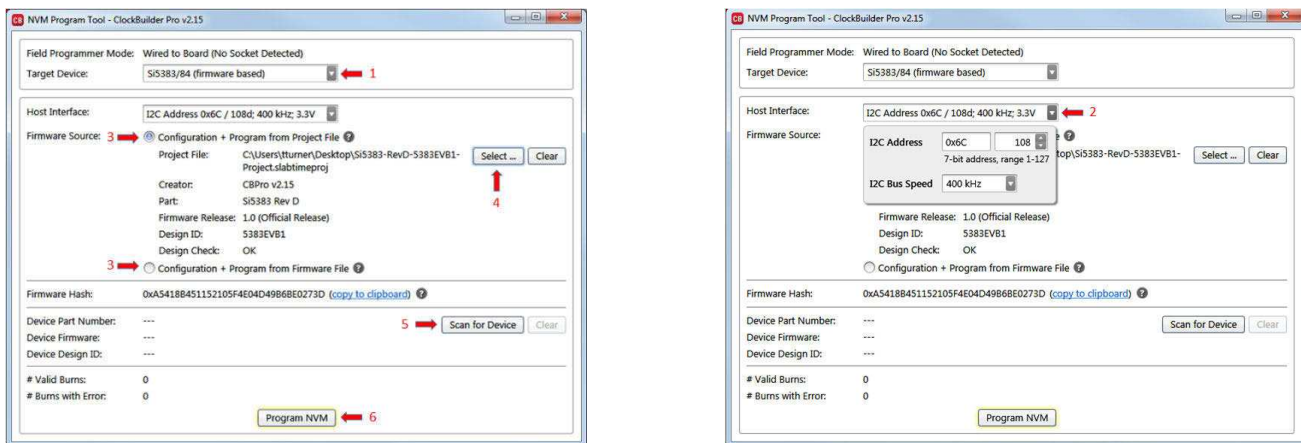 CB NVM Program Tool - ClockBuilder Pro v2.15
Field Programmer Mode: Wired to Board (No Socket Detected)
Target Device: Si5383/84 (firmware based) 1
Host Interface: I2C Address 0x6C / 108d; 400 kHz; 3.3V
Firmware Source: 3 Configuration + Program from Project File ?
Project File: C:\Users\tturner\Desktop\Si5383-RevD-5383EVB1- Select ... Clear
Project.slabtimeproj
Creator: CBPro v2.15
Part: Si5383 Rev D 4
Firmware Release: 1.0 (Official Release)
Design ID: 5383EVB1
Design Check: OK
3 Configuration + Program from Firmware File ?
Firmware Hash: 0xA5418B451152105F4E04D49B6BE0273D (copy to clipboard) ?
Device Part Number: --- 5 Scan for Device Clear
Device Firmware: ---
Device Design ID: ---
# Valid Burns: 0
# Burns with Error: 0
Program NVM 6
CB NVM Program Tool - ClockBuilder Pro v2.15
Field Programmer Mode: Wired to Board (No Socket Detected)
Target Device: Si5383/84 (firmware based)
Host Interface: I2C Address 0x6C / 108d; 400 kHz; 3.3V 2
Firmware Source: ?
I2C Address 0x6C 108
top\Si5383-RevD-5383EVB1- Select ... Clear
7-bit address, range 1-127
I2C Bus Speed 400 kHz
Firmware Release: 1.0 (Official Release)
Design ID: 5383EVB1
Design Check: OK
Configuration + Program from Firmware File ?
Firmware Hash: 0xA5418B451152105F4E04D49B6BE0273D (copy to clipboard) ?
Device Part Number: --- Scan for Device Clear
Device Firmware: ---
Device Design ID: ---
# Valid Burns: 0
# Burns with Error: 0
Program NVM